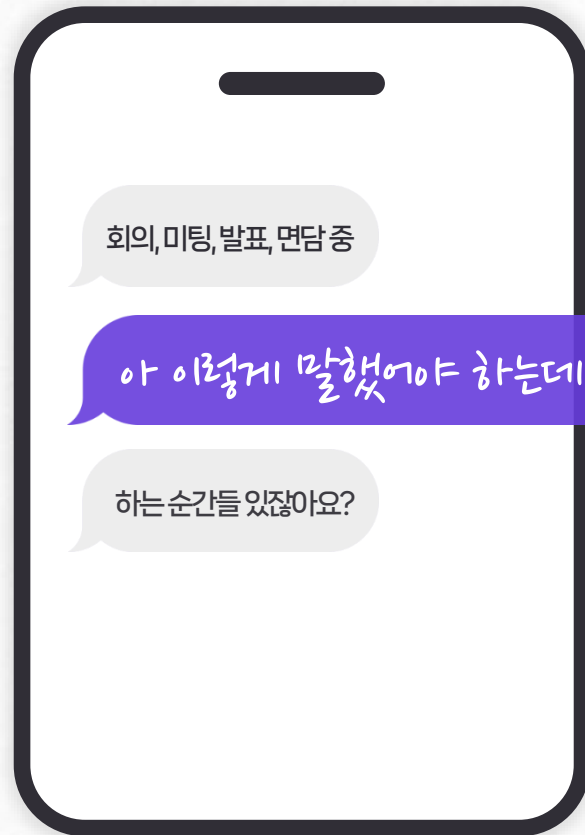 회의, 미팅, 발표, 면담 중
아 이렇게 말했어야 하는데
하는 순간들 있잖아요?